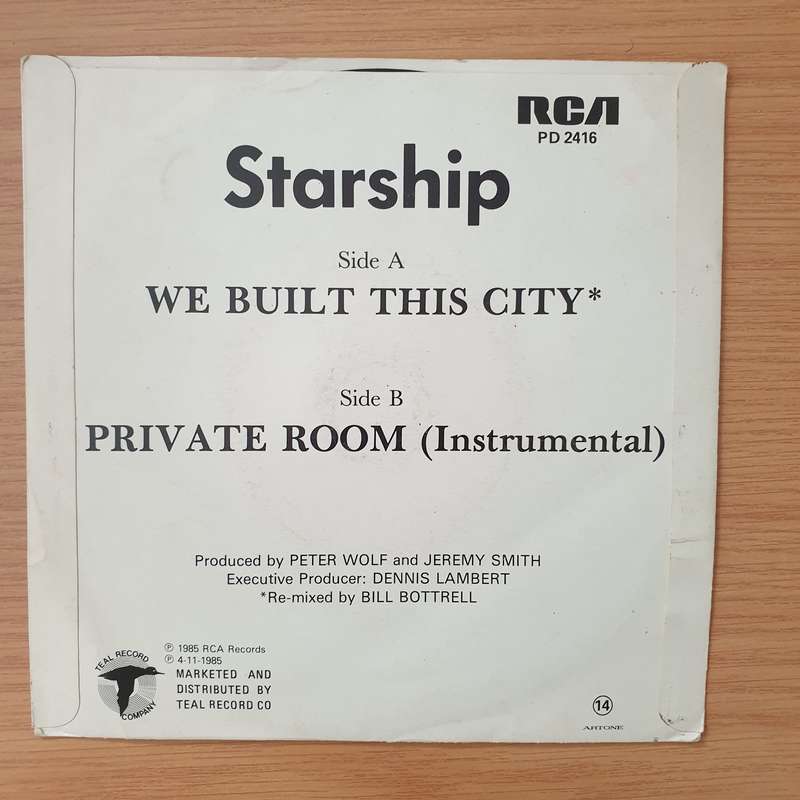 RCA
PD 2416
Starship
Side A
WE BUILT THIS CITY*
Side B
PRIVATE ROOM (Instrumental)
Produced by PETER WOLF and JEREMY SMITH
Executive Producer: DENNIS LAMBERT
*Re-mixed by BILL BOTTRELL
TEAL RECORD
COMPANY
℗ 1985 RCA Records
℗ 4-11-1985
MARKETED AND
DISTRIBUTED BY
TEAL RECORD CO
14
ARTONE